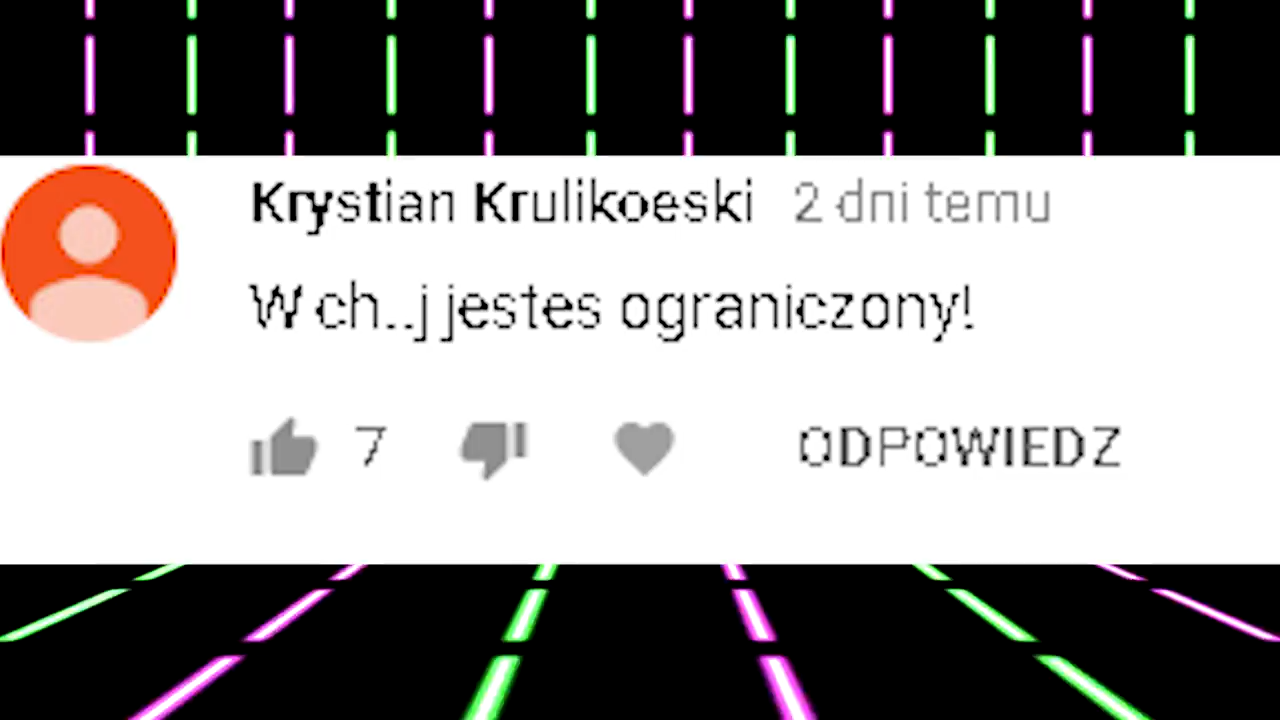 Krystian Krulikoeski 2 dni temu
W ch..j jestes ograniczony!
7 ODPOWIEDZ